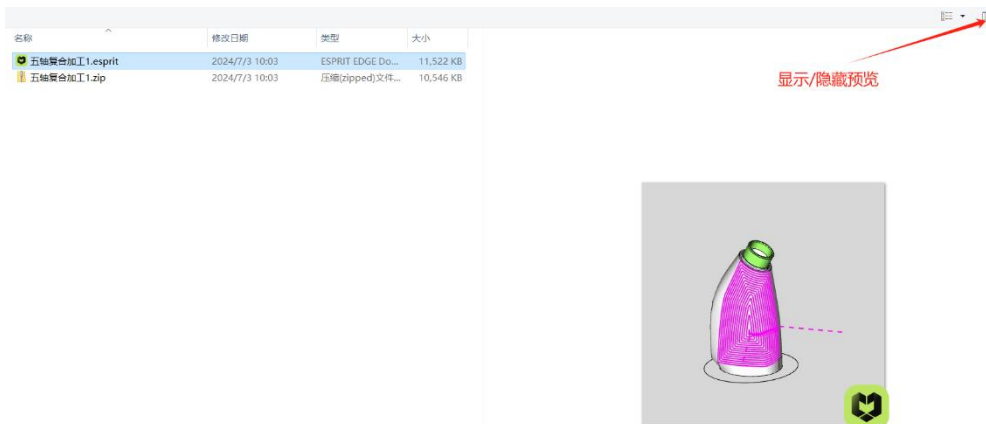 名称 修改日期 类型 大小
五轴复合加工1.esprit 2024/7/3 10:03 ESPRIT EDGE Do... 11,522 KB
五轴复合加工1.zip 2024/7/3 10:03 压缩(zipped)文件... 10,546 KB
显示/隐藏预览